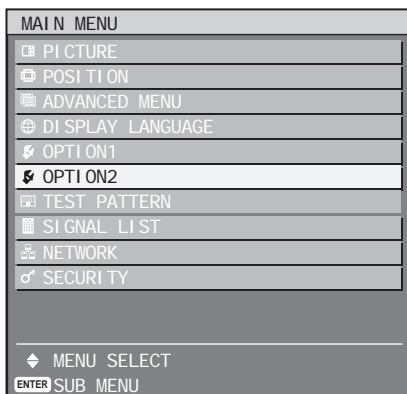 MAIN MENU
PICTURE
POSITION
ADVANCED MENU
DISPLAY LANGUAGE
OPTION1
OPTION2
TEST PATTERN
SIGNAL LIST
NETWORK
SECURITY
MENU SELECT
ENTER SUB MENU